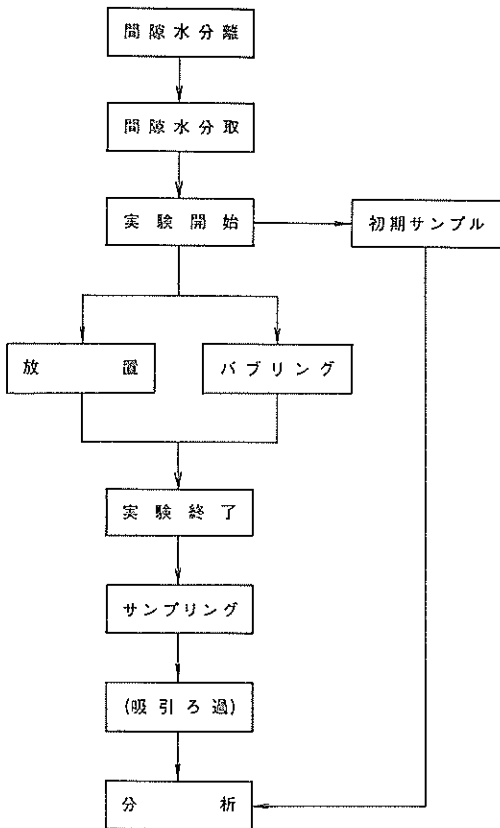 間隙水分離
間隙水分取
実験開始
初期サンプル
放置
バブリング
実験終了
サンプリング
(吸引ろ過)
分析